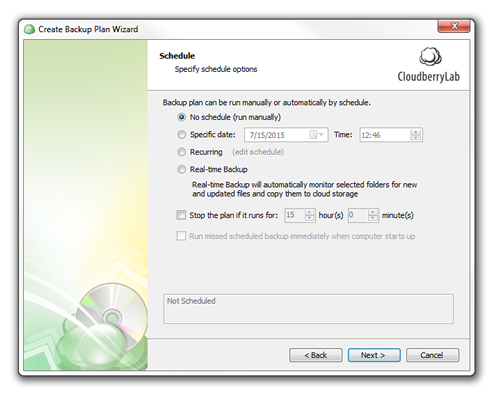 Create Backup Plan Wizard
Schedule
Specify schedule options
CloudberryLab
Backup plan can be run manually or automatically by schedule.
No schedule (run manually)
Specific date: 7/15/2015 Time: 12:46
Recurring (edit schedule)
Real-time Backup
Real-time Backup will automatically monitor selected folders for new
and updated files and copy them to cloud storage
Stop the plan if it runs for: 15 hour(s) 0 minute(s)
Run missed scheduled backup immediately when computer starts up
Not Scheduled
< Back Next > Cancel